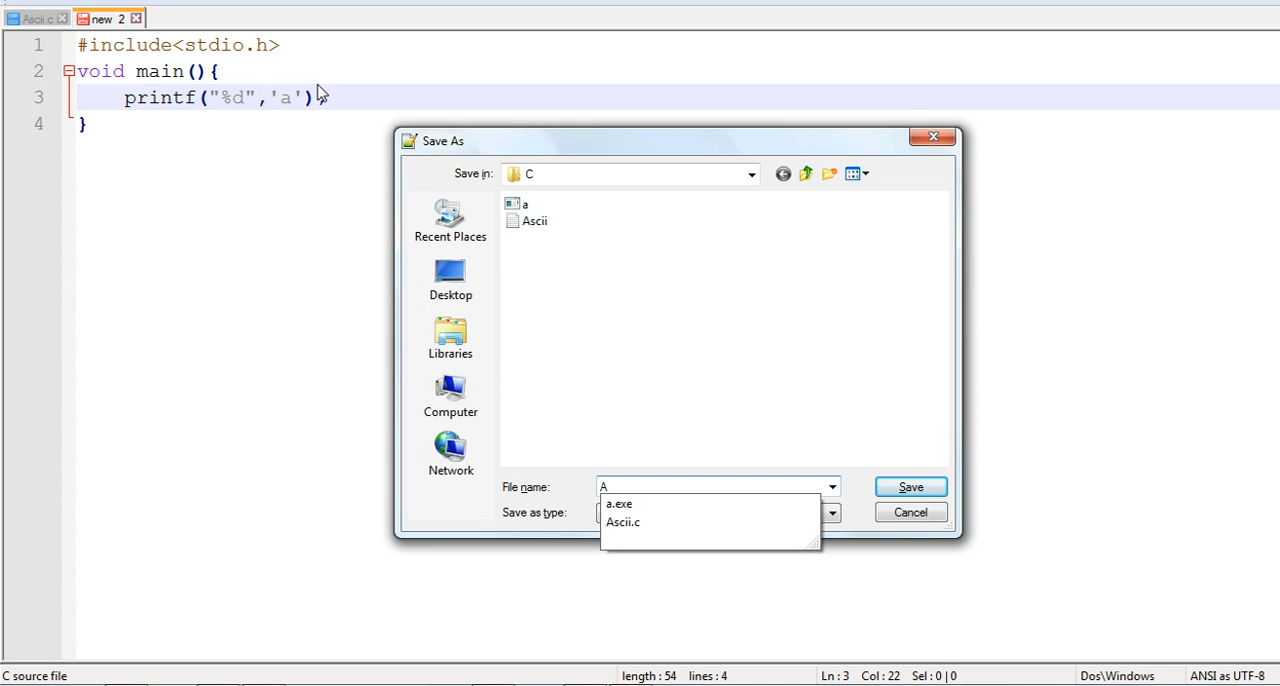 Ascii.c new 2
1 #include<stdio.h>
2 void main(){
3 printf("%d",'a');
4 }
Save As
Save in: C
a
Ascii
Recent Places
Desktop
Libraries
Computer
Network
File name: A Save
a.exe
Save as type: Cancel
Ascii.c
C source file length : 54 lines : 4 Ln : 3 Col : 22 Sel : 0 | 0 Dos\Windows ANSI as UTF-8